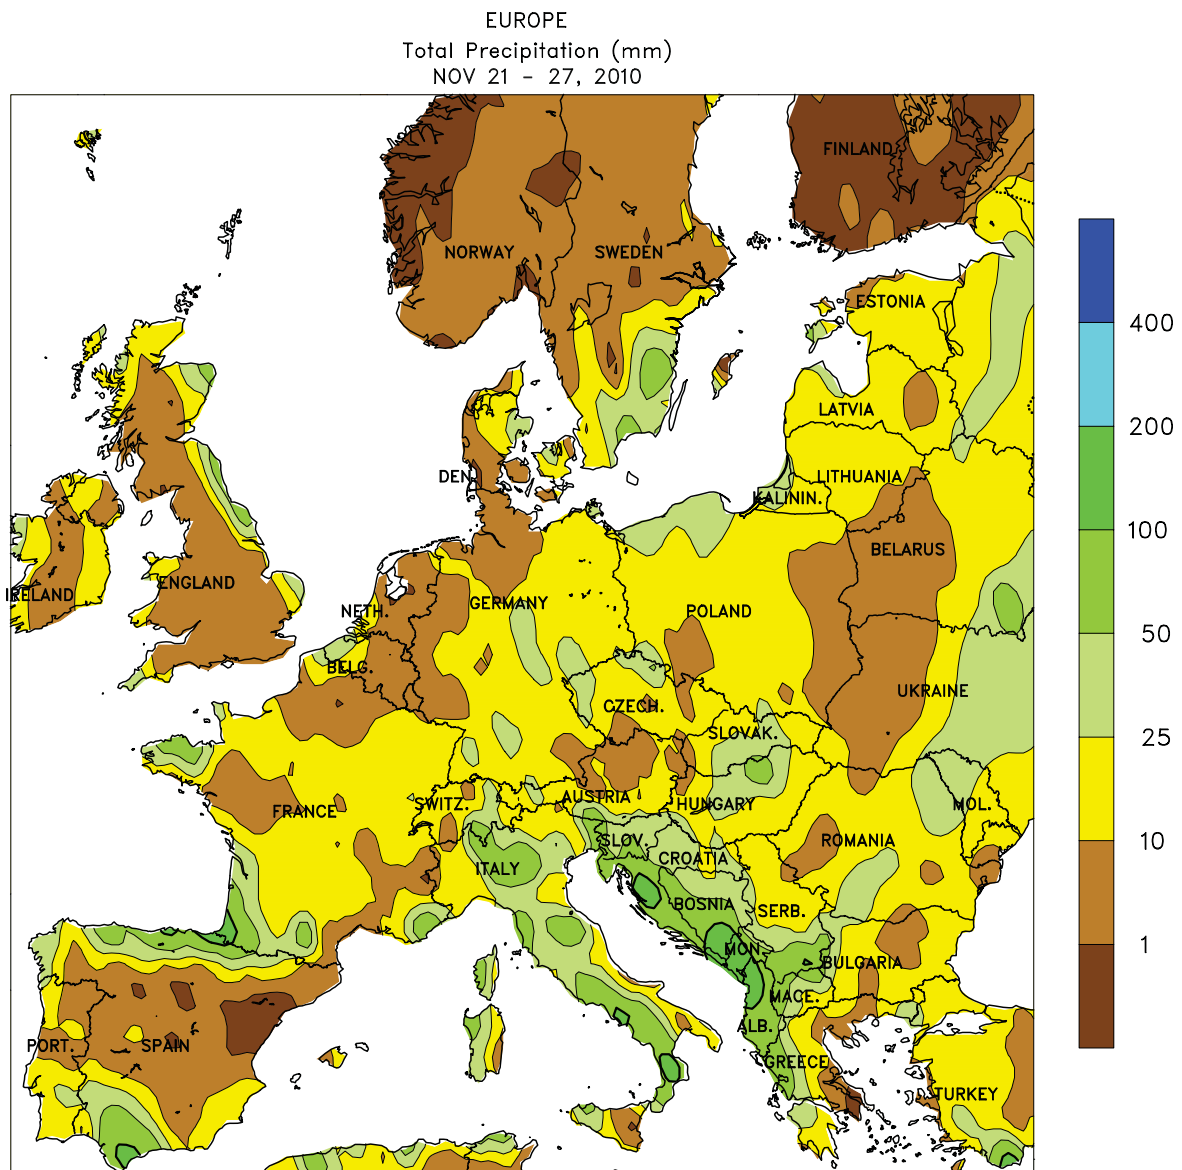 EUROPE
Total Precipitation (mm)
NOV 21 - 27, 2010
FINLAND
NORWAY
SWEDEN
ESTONIA
LATVIA
DEN.
LITHUANIA
KALININ.
BELARUS
IRELAND
ENGLAND
NETH.
GERMANY
POLAND
BELG.
UKRAINE
CZECH.
SLOVAK.
FRANCE
SWITZ.
AUSTRIA
HUNGARY
MOL.
ITALY
SLOV.
CROATIA
ROMANIA
BOSNIA
SERB.
MON.
BULGARIA
MACE.
PORT.
SPAIN
ALB.
GREECE
TURKEY
400
200
100
50
25
10
1